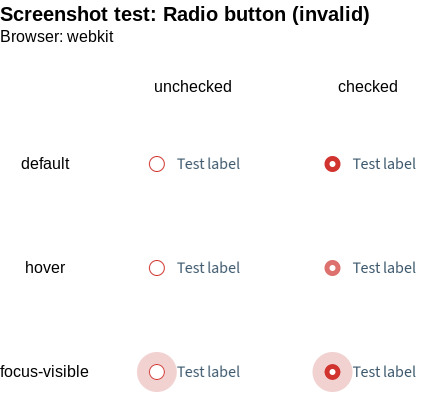 Screenshot test: Radio button (invalid)
Browser: webkit
unchecked checked
default Test label Test label
hover Test label Test label
focus-visible Test label Test label